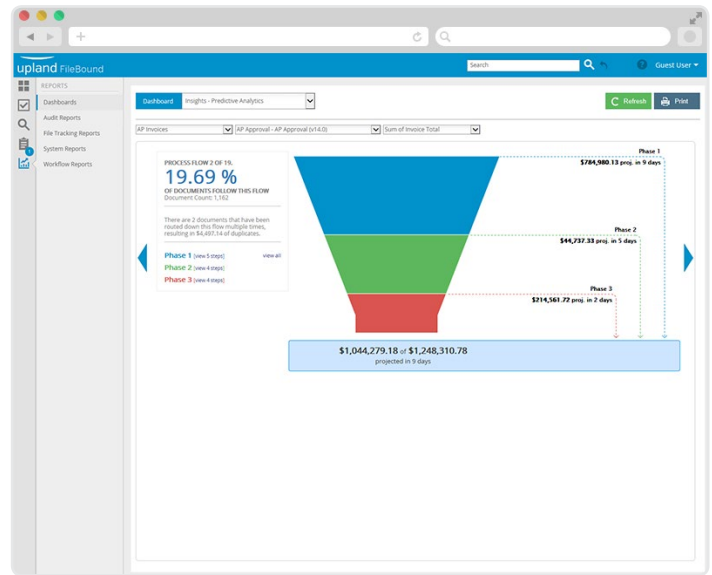 upland FileBound
Search
Guest User
REPORTS
Dashboards
Audit Reports
File Tracking Reports
System Reports
Workflow Reports
Dashboard
Insights - Predictive Analytics
Refresh
Print
AP Invoices
AP Approval - AP Approval (v14.0)
Sum of Invoice Total
PROCESS FLOW 2 OF 19.
19.69 %
OF DOCUMENTS FOLLOW THIS FLOW
Document Count: 1,162
There are 2 documents that have been
routed down this flow multiple times,
resulting in $4,497.14 of duplicates.
Phase 1 [view 5 steps] view all
Phase 2 [view 4 steps]
Phase 3 [view 4 steps]
Phase 1
$784,980.13 proj. in 9 days
Phase 2
$44,737.33 proj. in 5 days
Phase 3
$214,561.72 proj. in 2 days
$1,044,279.18 of $1,248,310.78
projected in 9 days